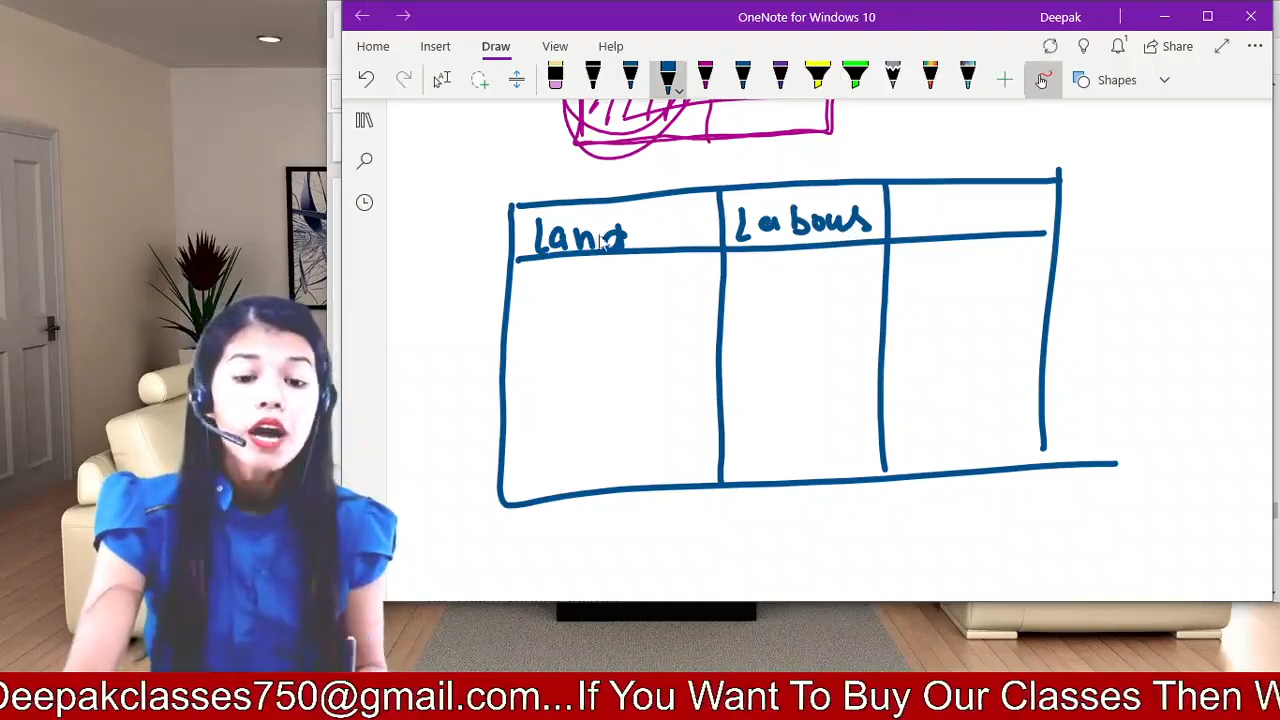 OneNote for Windows 10
Deepak
Home Insert Draw View Help
Share
Shapes
Land Labour
Deepakclasses750@gmail.com...If You Want To Buy Our Classes Then W